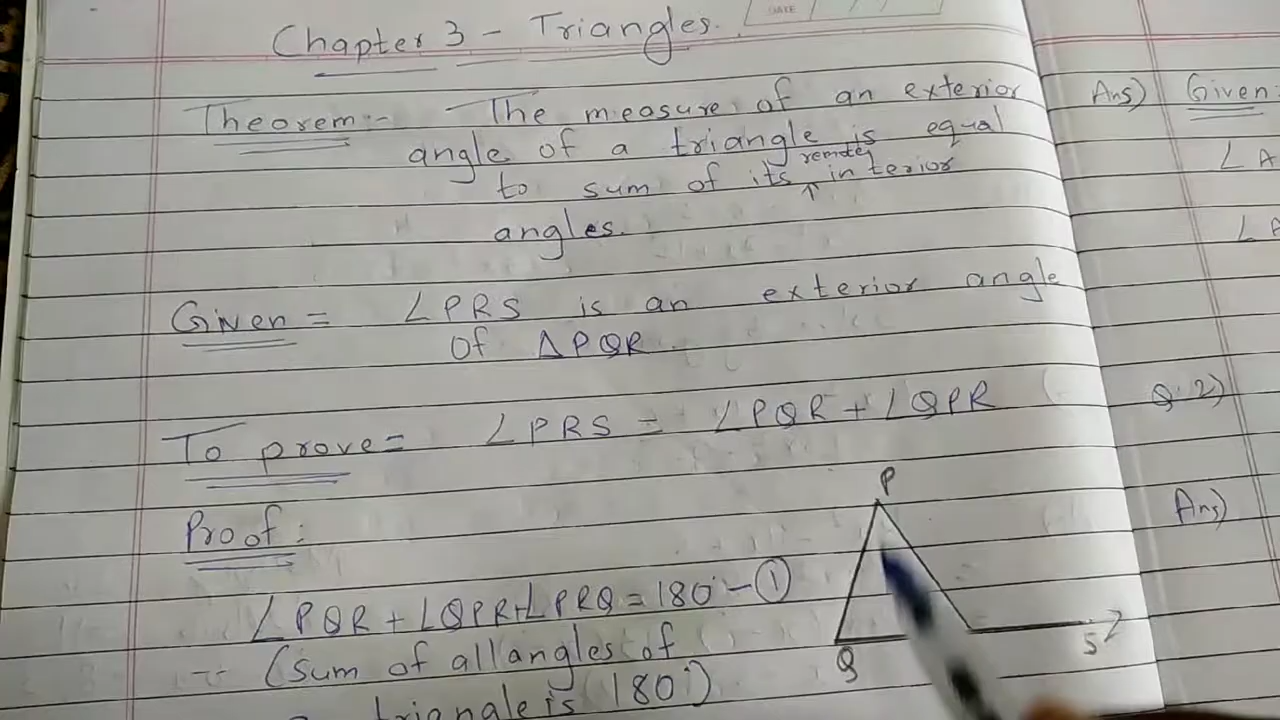 Chapter 3 - Triangles.
DATE
Theorem:- The measure of an exterior
angle of a triangle is equal
to sum of its remote interior
angles.
Given = ∠PRS is an exterior angle
of ΔPQR.
To prove = ∠PRS = ∠PQR + ∠QPR
Proof:
∠PQR + ∠QPR + ∠PRQ = 180° - ①
∵ (Sum of all angles of
triangle is 180°)
P
Q
S
Ans) Given:
∠A
∠
Q.2)
Ans)